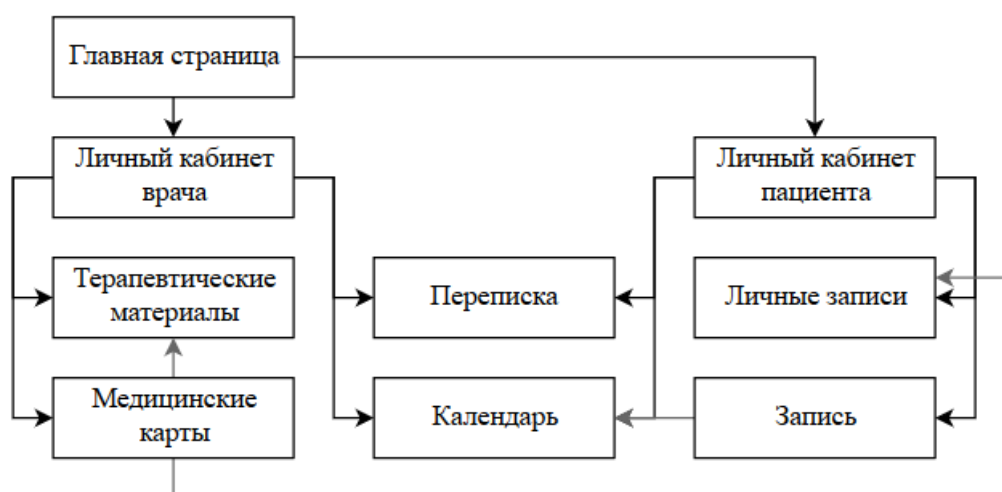 Главная страница
Личный кабинет
врача
Личный кабинет
пациента
Терапевтические
материалы
Переписка
Личные записи
Медицинские
карты
Календарь
Запись